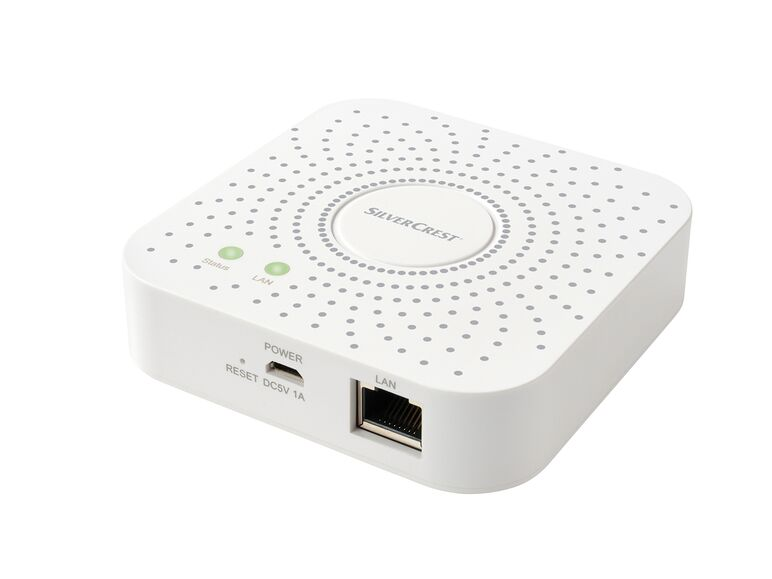 SILVERCREST
Status
LAN
POWER
RESET DC5V 1A
LAN